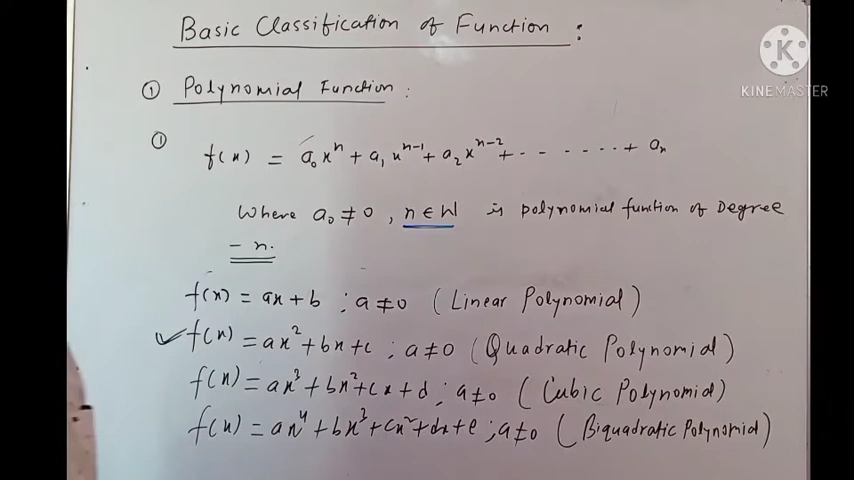 Basic Classification of Function :
K
KINEMASTER
① Polynomial Function :
① f(x) = a₀xⁿ + a₁xⁿ⁻¹ + a₂xⁿ⁻² + - - - - - - - + aₙ
Where a₀ ≠ 0 , n ∈ W is polynomial function of Degree
- n.
f(x) = ax + b ; a ≠ 0 ( Linear Polynomial )
✓ f(x) = ax² + bx + c ; a ≠ 0 ( Quadratic Polynomial )
f(x) = ax³ + bx² + cx + d ; a ≠ 0 ( Cubic Polynomial )
f(x) = ax⁴ + bx³ + cx² + dx + e ; a ≠ 0 ( Biquadratic Polynomial )